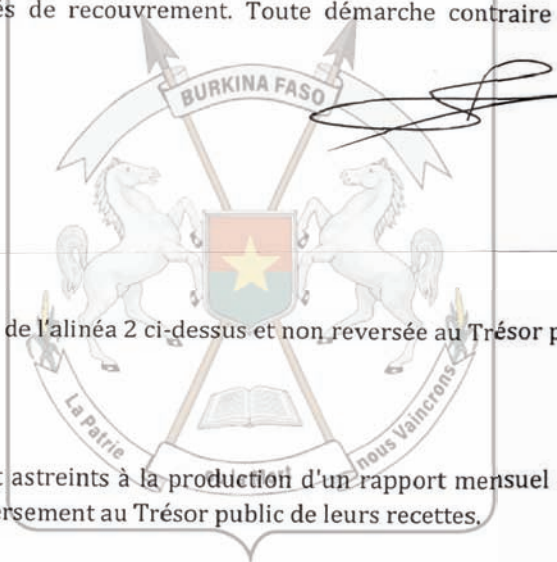 és de recouvrement. Toute démarche contraire
BURKINA FASO
de l'alinéa 2 ci-dessus et non reversée au Trésor p
La Patrie
nous Vaincrons
t astreints à la production d'un rapport mensuel
ersement au Trésor public de leurs recettes.